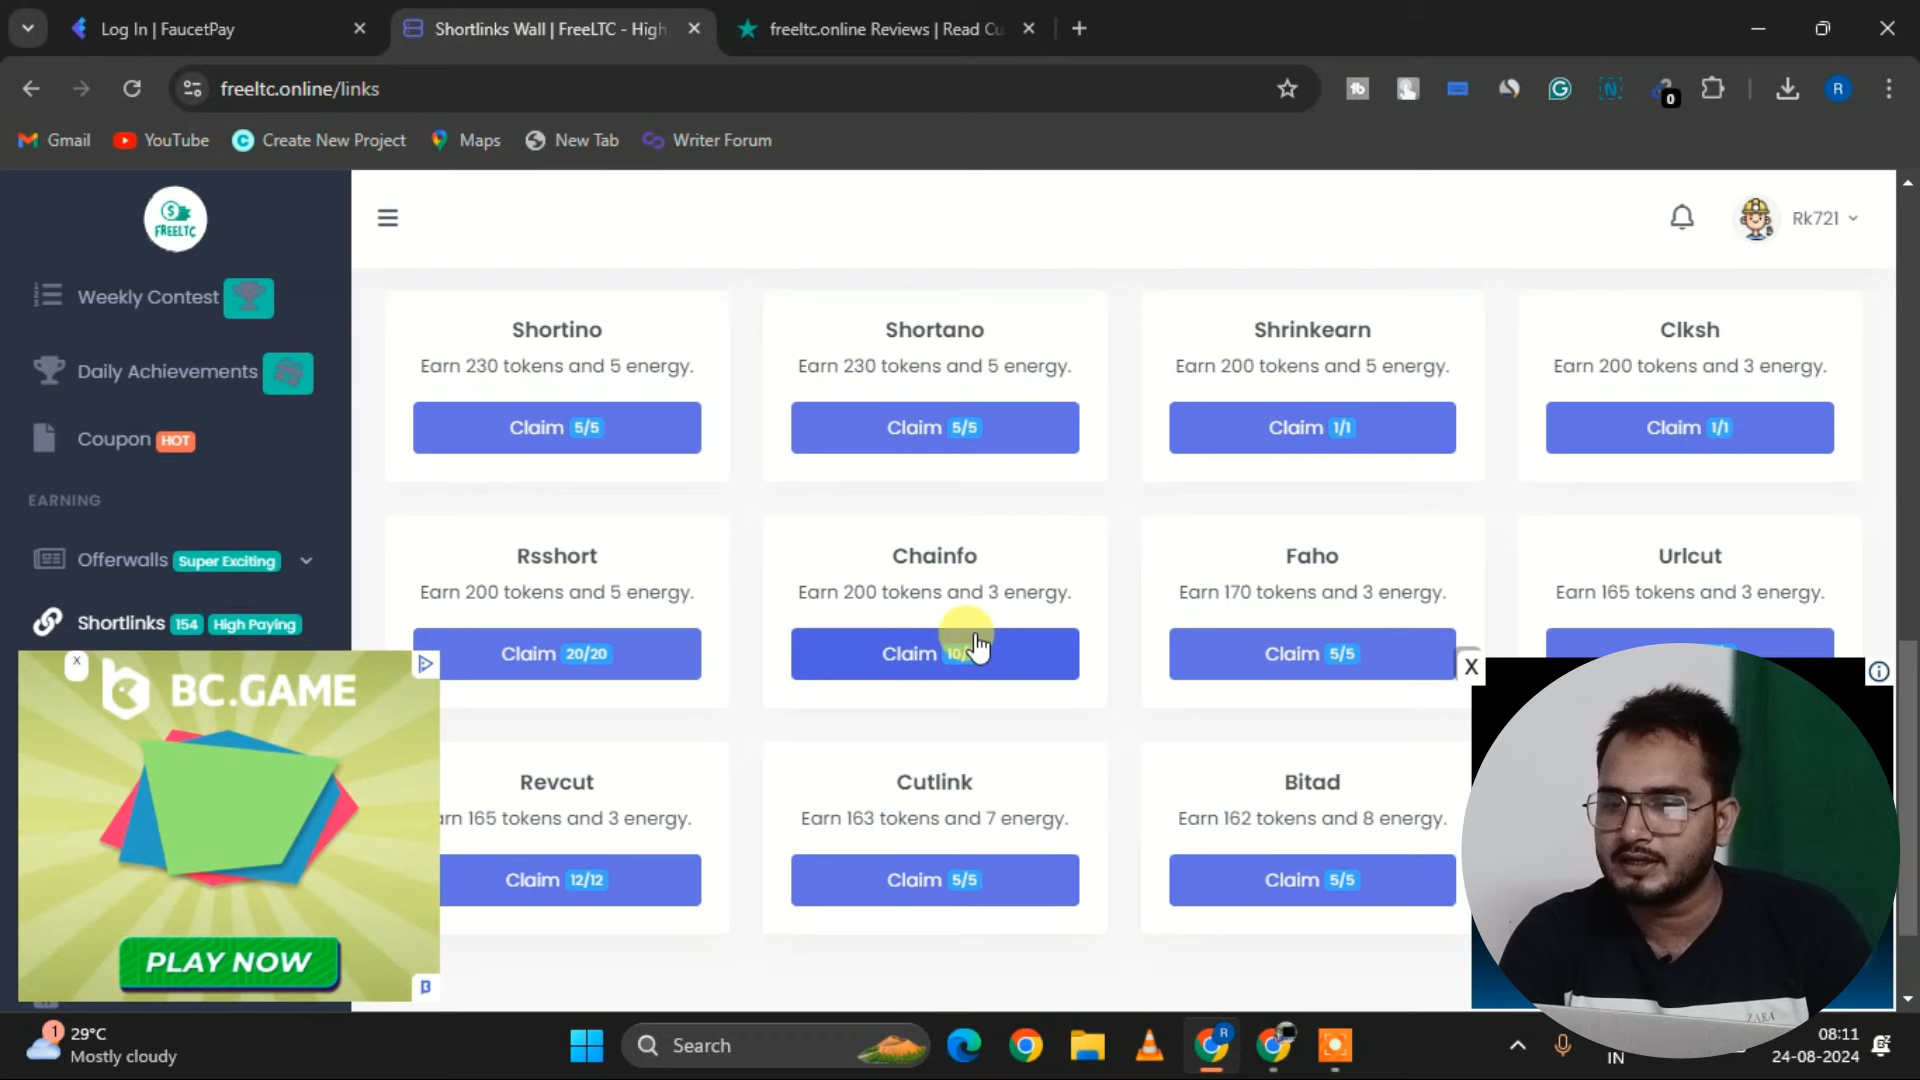 Log In | FaucetPay
Shortlinks Wall | FreeLTC - High
freeltc.online Reviews | Read Cu
freeltc.online/links
tb
0
R
Gmail
YouTube
Create New Project
Maps
New Tab
Writer Forum
FREELTC
Rk721
Weekly Contest
Daily Achievements
Coupon HOT
EARNING
Offerwalls Super Exciting
Shortlinks 154 High Paying
Shortino
Earn 230 tokens and 5 energy.
Claim 5/5
Shortano
Earn 230 tokens and 5 energy.
Claim 5/5
Shrinkearn
Earn 200 tokens and 5 energy.
Claim 1/1
Clksh
Earn 200 tokens and 3 energy.
Claim 1/1
Rsshort
Earn 200 tokens and 5 energy.
Claim 20/20
Chainfo
Earn 200 tokens and 3 energy.
Claim 10/
Faho
Earn 170 tokens and 3 energy.
Claim 5/5
Urlcut
Earn 165 tokens and 3 energy.
Revcut
arn 165 tokens and 3 energy.
Claim 12/12
Cutlink
Earn 163 tokens and 7 energy.
Claim 5/5
Bitad
Earn 162 tokens and 8 energy.
Claim 5/5
X
BC.GAME
PLAY NOW
X
ZARA
1
29°C
Mostly cloudy
Search
R
IN
08:11
24-08-2024